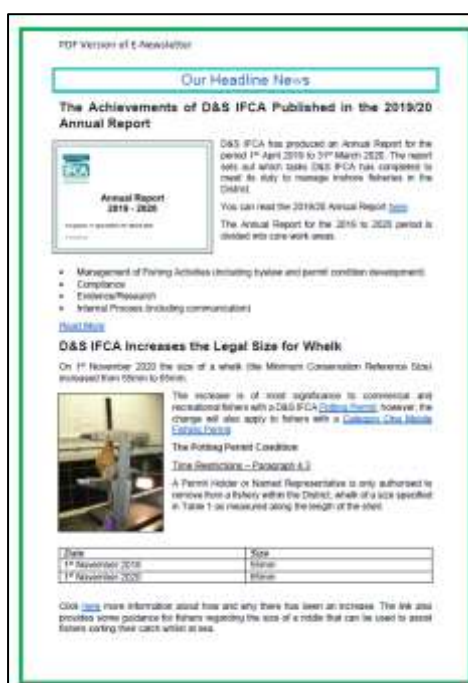 PDF Version of E-Newsletter
Our Headline News
The Achievements of D&S IFCA Published in the 2019/20
Annual Report
D&S IFCA has produced an Annual Report for the
period 1st April 2019 to 31st March 2020. The report
sets out which tasks D&S IFCA has completed to
meet its duty to manage inshore fisheries in the
District.
IFCA
Annual Report
2019 - 2020
You can read the 2019/20 Annual Report here
The Annual Report for the 2019 to 2020 period is
divided into core work areas.
• Management of Fishing Activities (including byelaw and permit condition development)
• Compliance
• Evidence/Research
• Internal Process (including communication)
Read More
D&S IFCA Increases the Legal Size for Whelk
On 1st November 2020 the size of a whelk (the Minimum Conservation Reference Size)
increased from 55mm to 65mm.
The increase is of most significance to commercial and
recreational fishers with a D&S IFCA Potting Permit; however, the
change will also apply to fishers with a Category One Mobile
Fishing Permit
The Potting Permit Condition
Time Restrictions – Paragraph 4.3
A Permit Holder or Named Representative is only authorised to
remove from a fishery within the District, whelk of a size specified
in Table 1 as measured along the length of the shell.
Date Size
1st November 2018 55mm
1st November 2020 65mm
Click here more information about how and why there has been an increase. The link also
provides some guidance for fishers regarding the size of a riddle that can be used to assist
fishers sorting their catch whilst at sea.